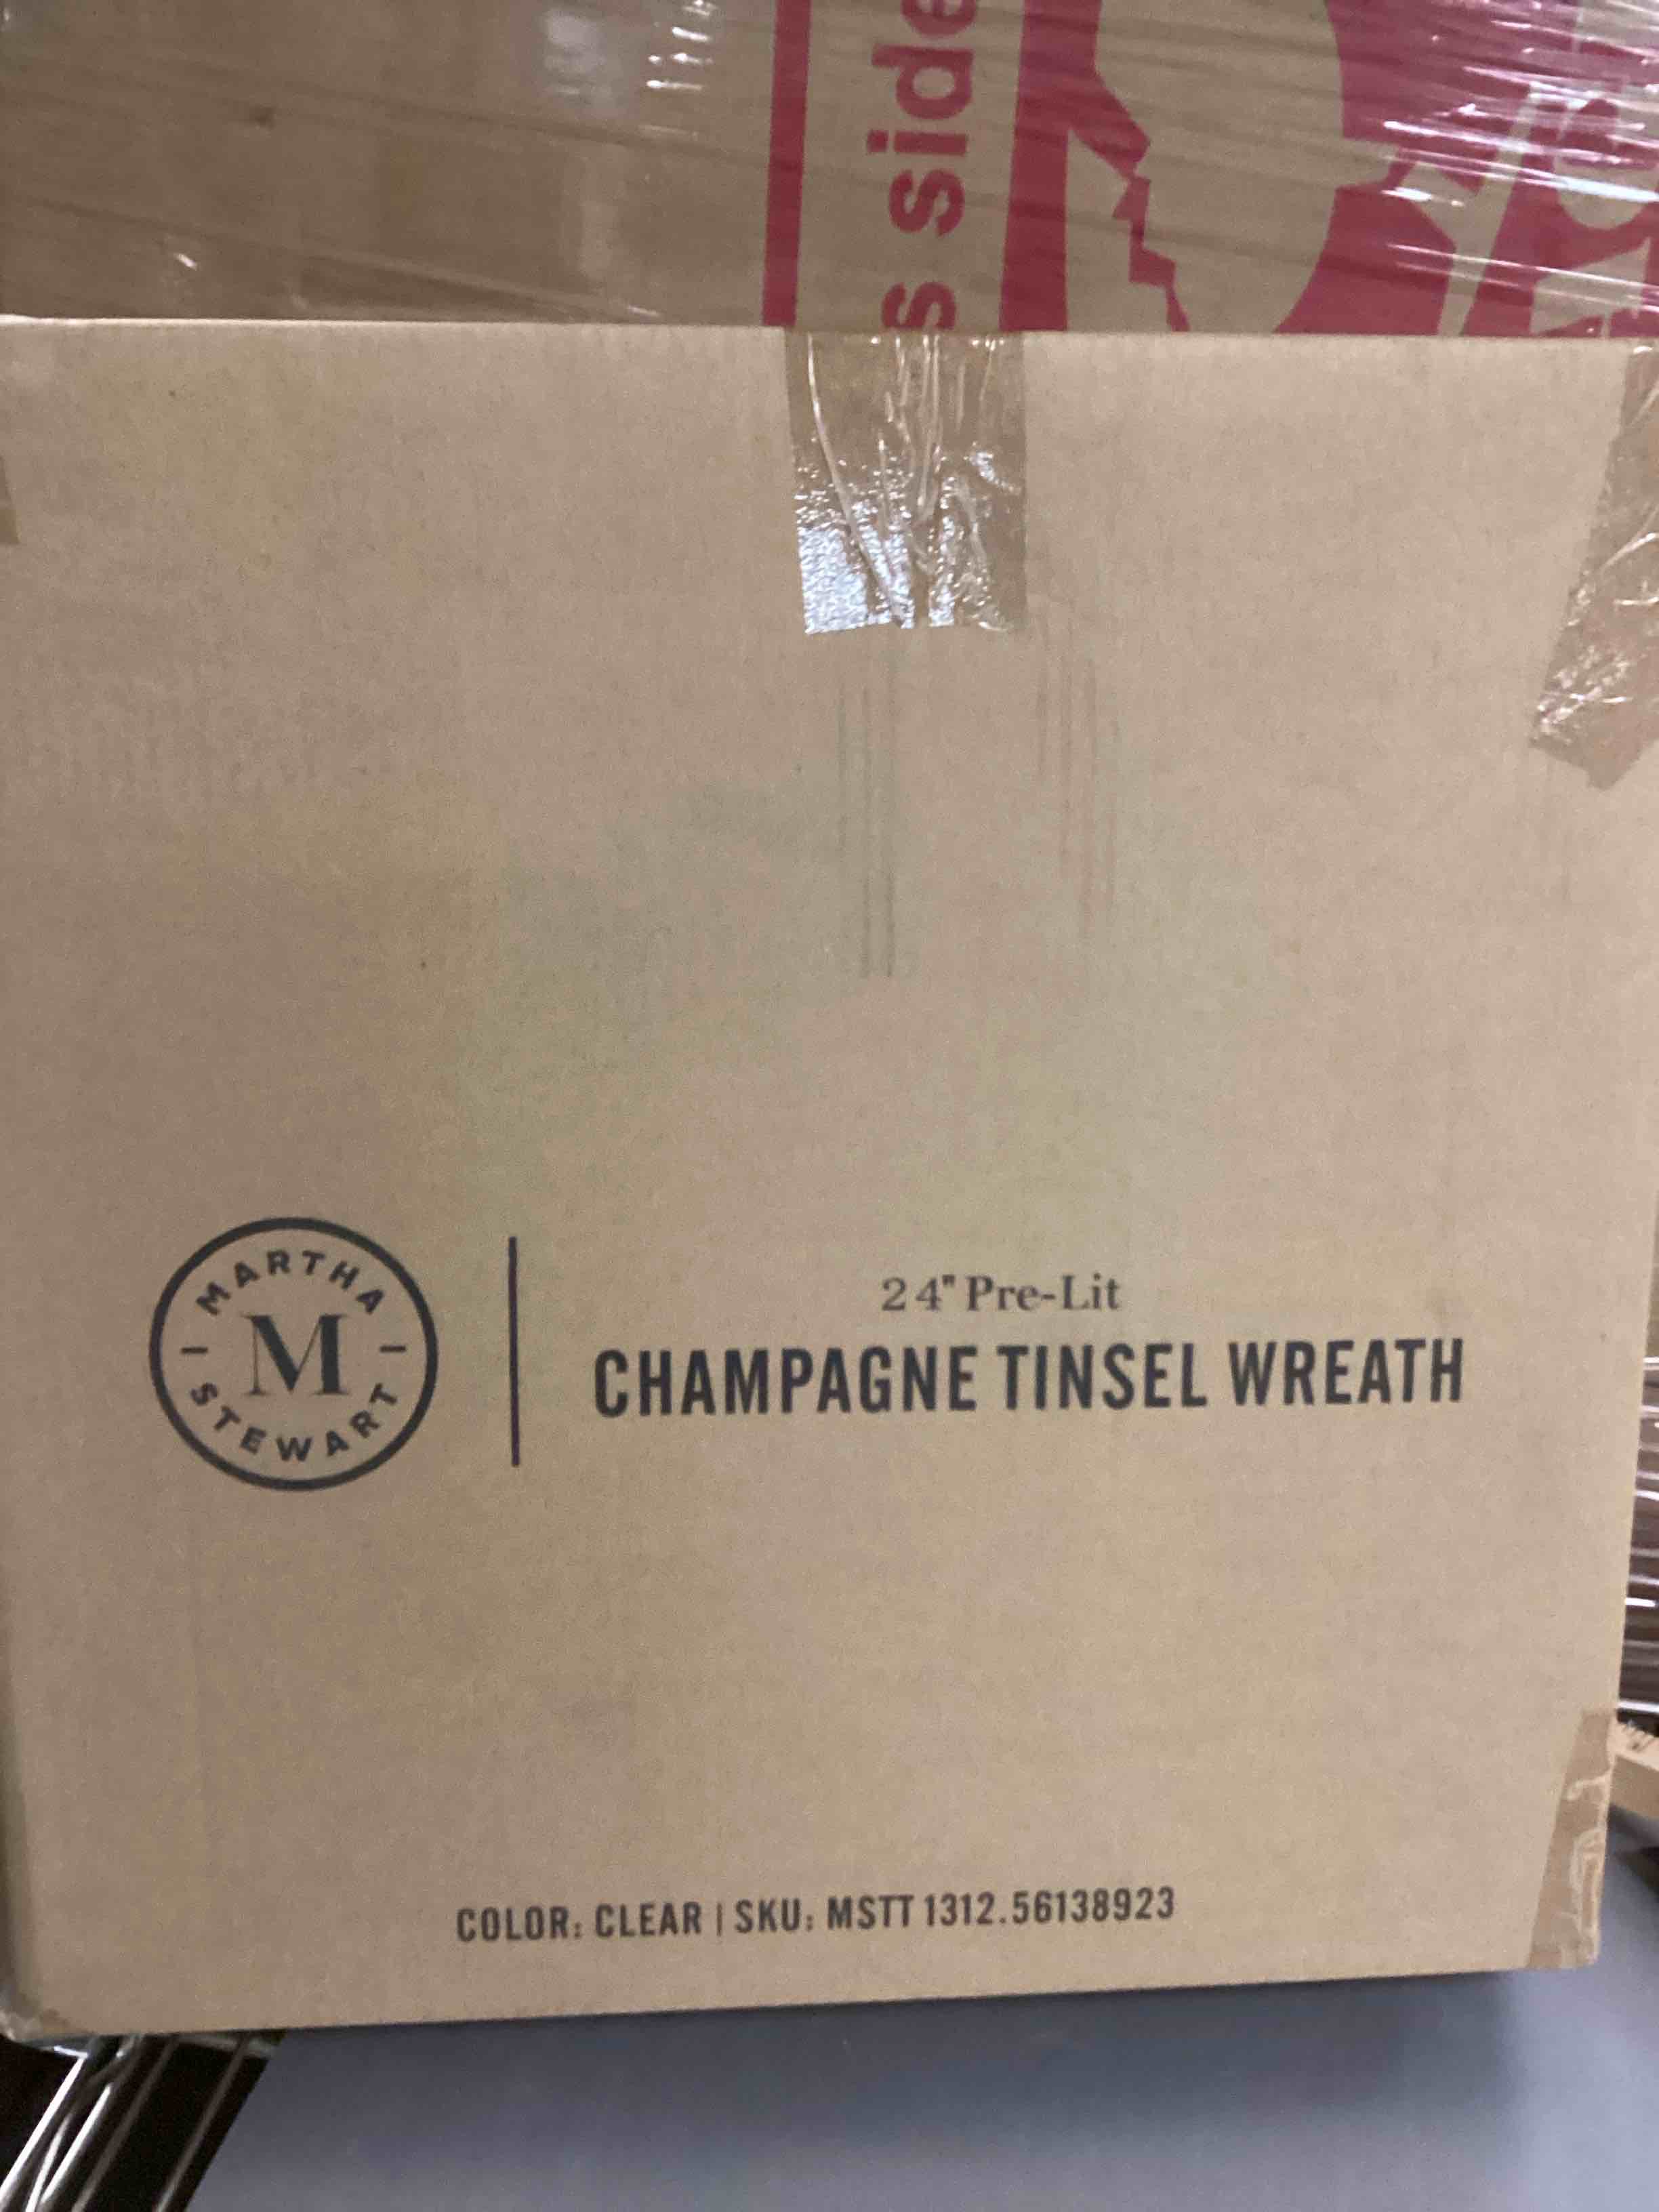 s side
MARTHA
M
STEWART
24" Pre-Lit
CHAMPAGNE TINSEL WREATH
COLOR: CLEAR | SKU: MSTT 1312.56138923